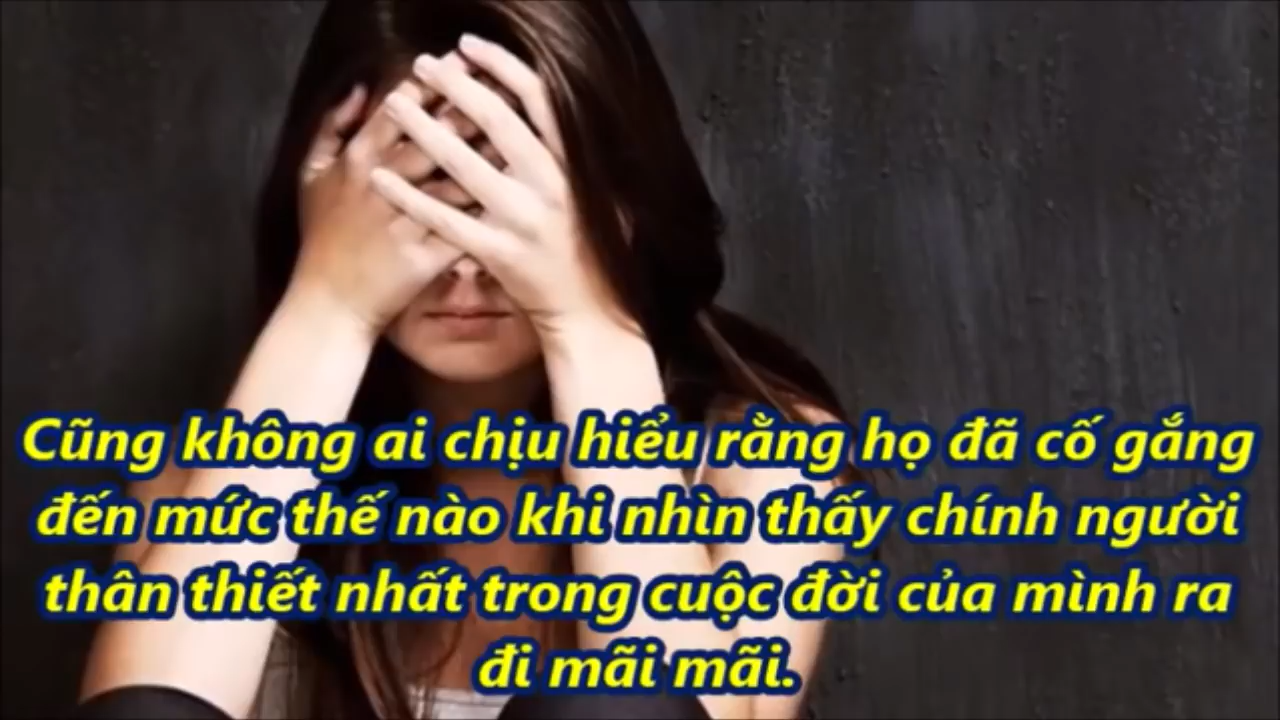 Cũng không ai chịu hiểu rằng họ đã cố gắng
đến mức thế nào khi nhìn thấy chính người
thân thiết nhất trong cuộc đời của mình ra
đi mãi mãi.